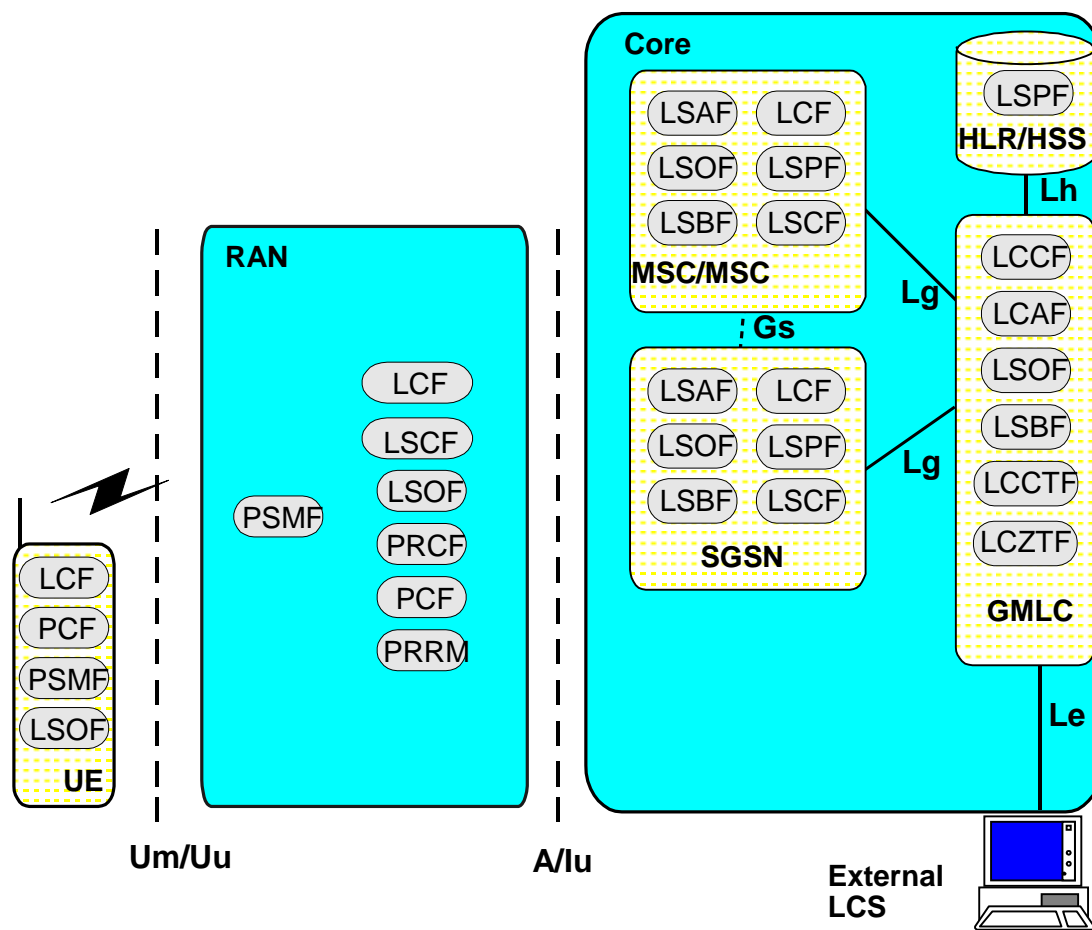 Core
LSAF
LCF
LSOF
LSPF
LSBF
LSCF
MSC/MSC
LSPF
HLR/HSS
Lh
Lg
Gs
LSAF
LCF
LSOF
LSPF
LSBF
LSCF
SGSN
Lg
LCCF
LCAF
LSOF
LSBF
LCCTF
LCZTF
GMLC
Le
RAN
LCF
LSCF
LSOF
PSMF
PRCF
PCF
PRRM
LCF
PCF
PSMF
LSOF
UE
Um/Uu
A/Iu
External
LCS